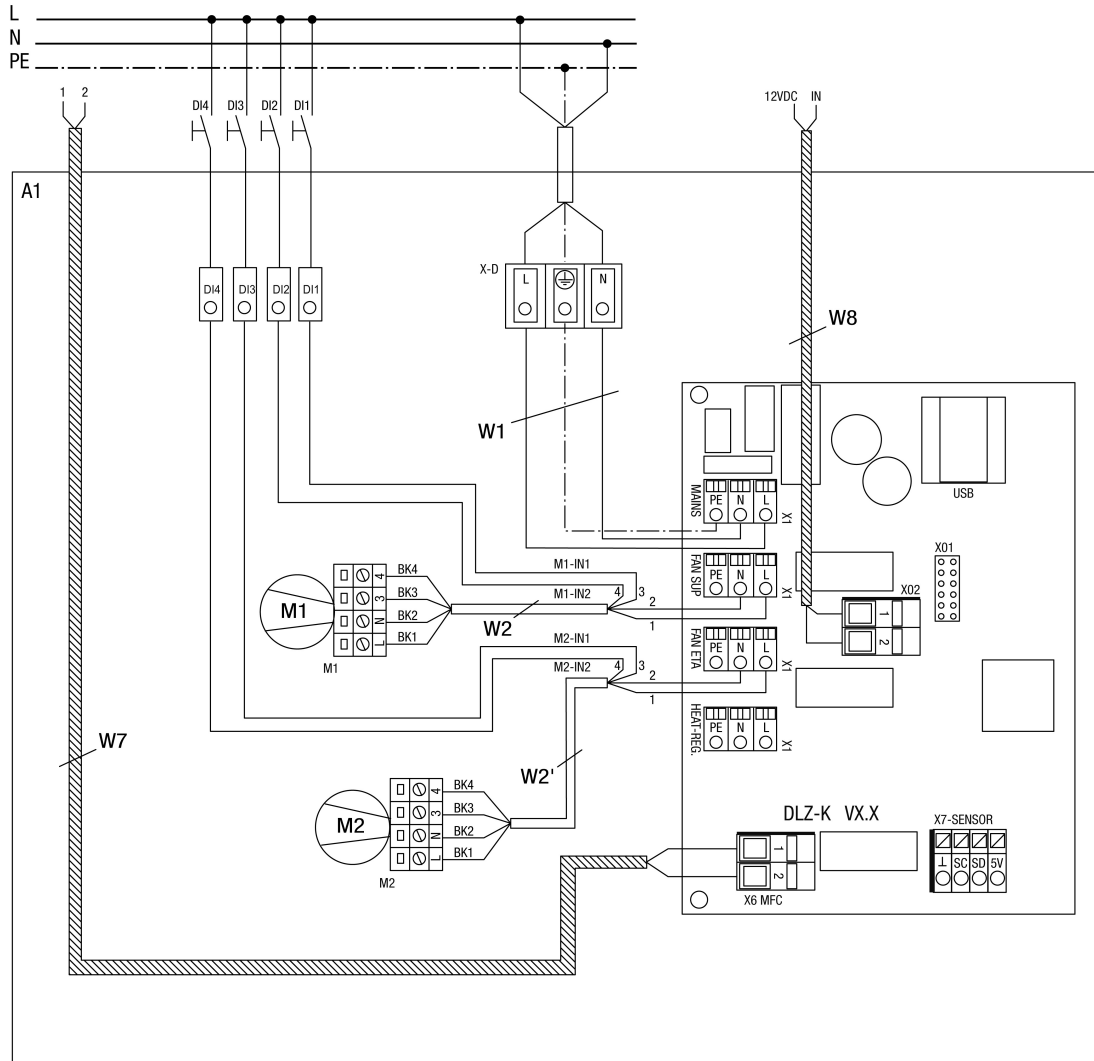 L
N
PE
1 2
DI4 DI3 DI2 DI1
12VDC IN
A1
X-D
L N
DI4 DI3 DI2 DI1
W8
W1
USB
MAINS
PE N L
X1
X01
M1-IN1
FAN SUP
PE N L
X1
X02
1
2
M1
4
3
N
L
BK4
BK3
BK2
BK1
M1
M1-IN2
W2
4 3
2
1
M2-IN1
M2-IN2
4 3
2
1
FAN ETA
PE N L
X1
HEAT-REG.
PE N L
X1
W7
W2'
M2
4
3
N
L
BK4
BK3
BK2
BK1
M2
DLZ-K VX.X
X7-SENSOR
⊥ SC SD 5V
1
2
X6 MFC